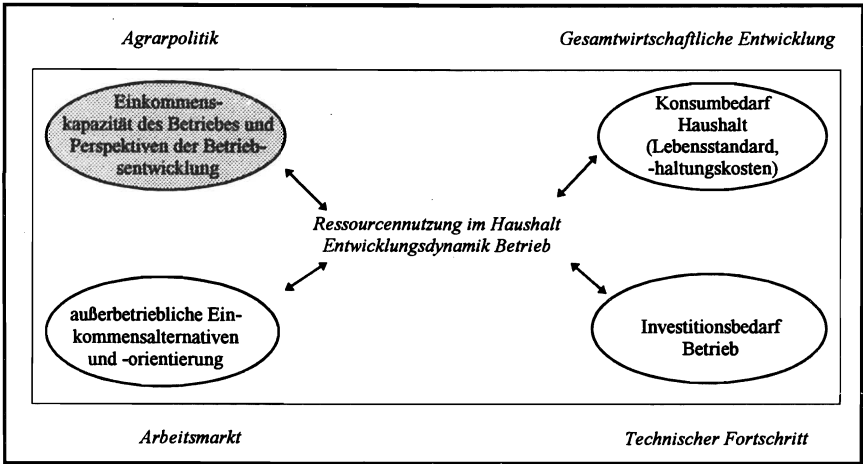 Agrarpolitik
Gesamtwirtschaftliche Entwicklung
Einkommens-
kapazität des Betriebes und
Perspektiven der Betrieb-
sentwicklung
Konsumbedarf
Haushalt
(Lebensstandard,
-haltungskosten)
Ressourcennutzung im Haushalt
Entwicklungsdynamik Betrieb
außerbetriebliche Ein-
kommensalternativen
und -orientierung
Investitionsbedarf
Betrieb
Arbeitsmarkt
Technischer Fortschritt